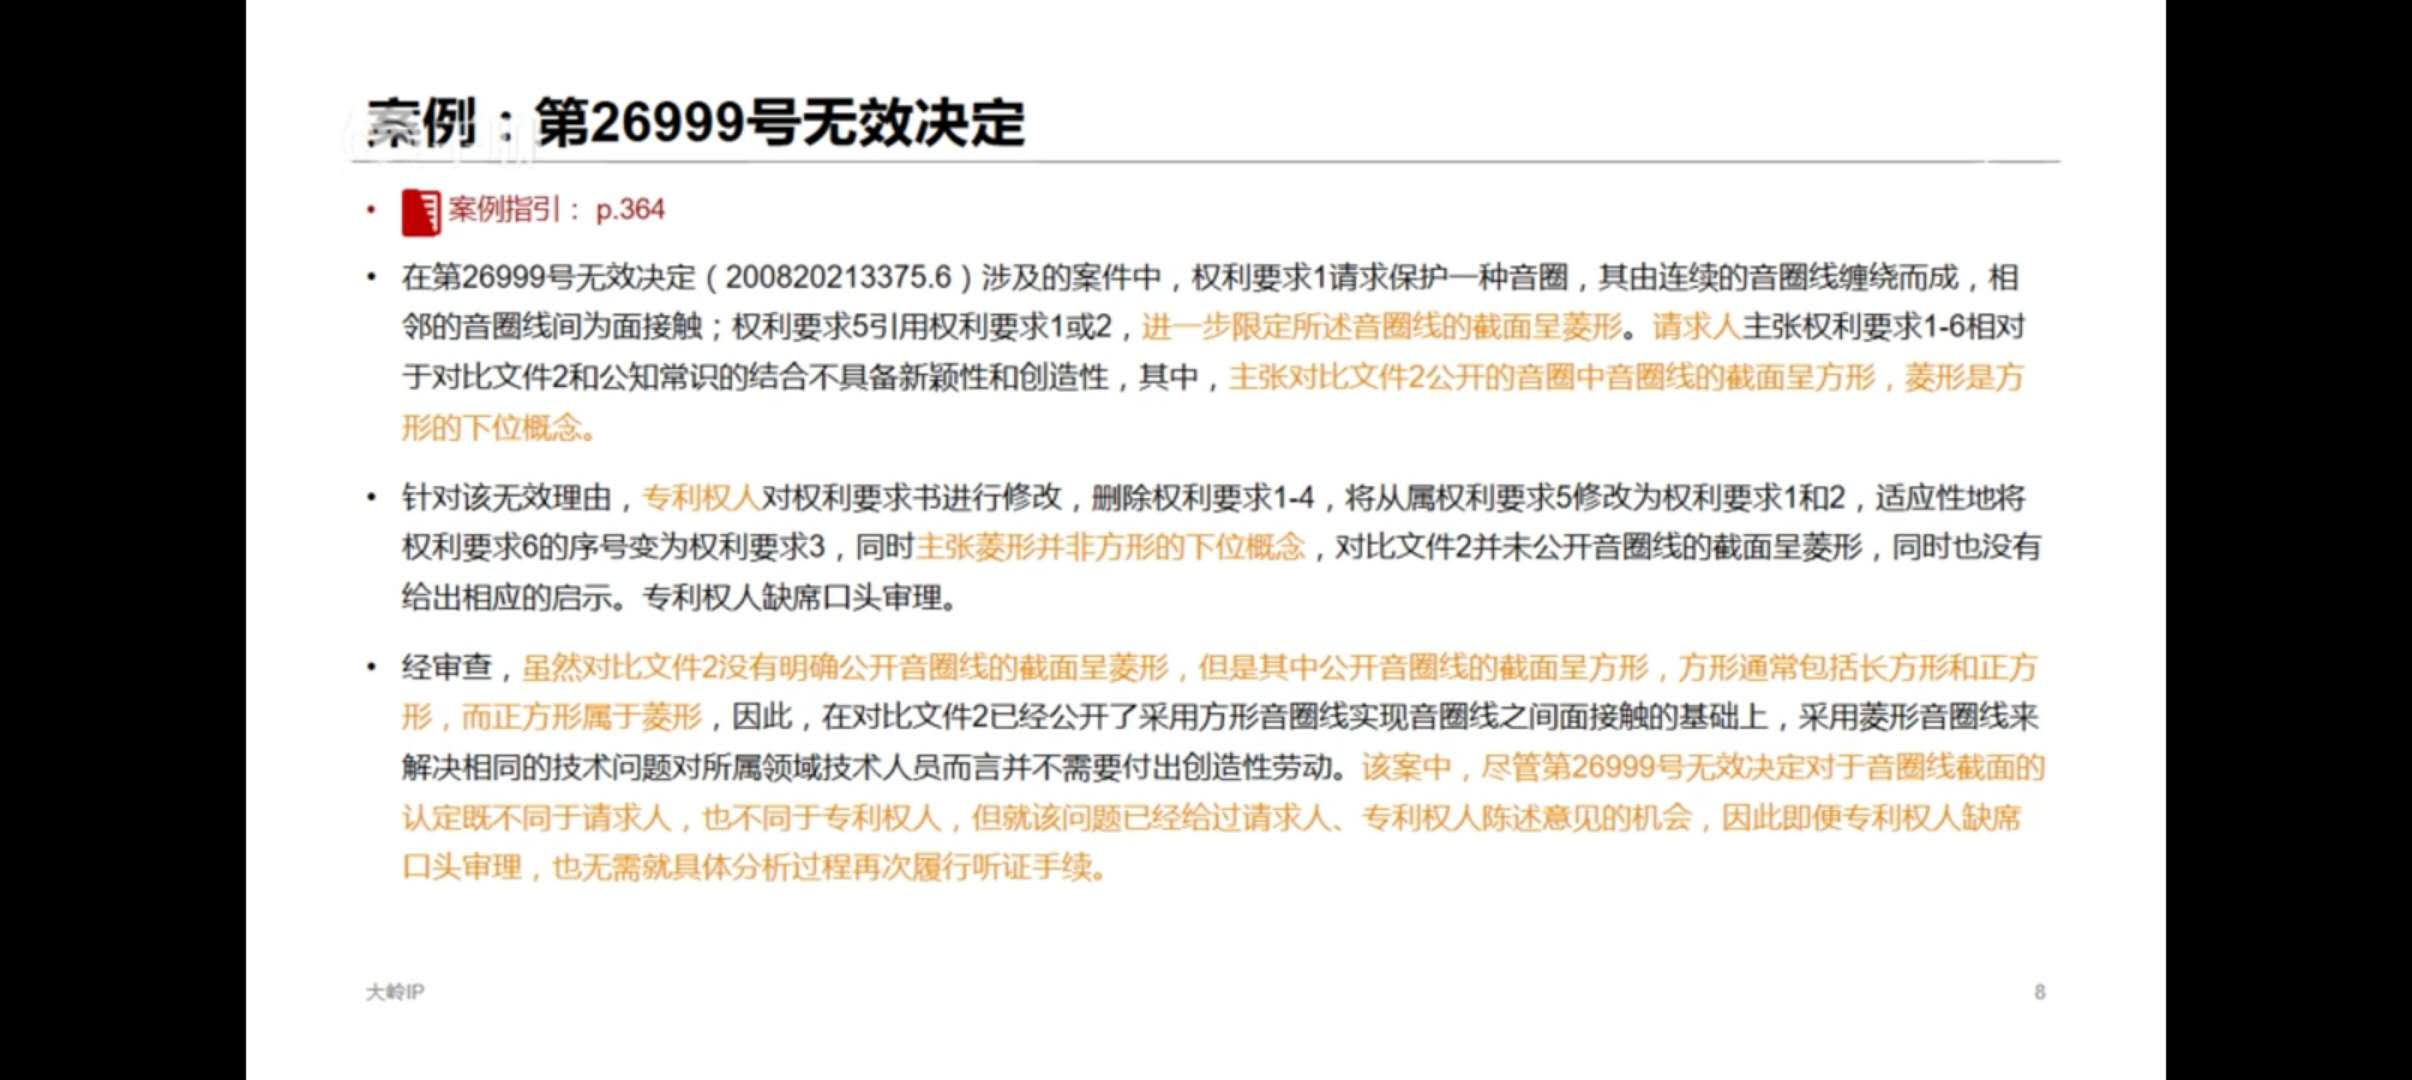 案例：第26999号无效决定
• 案例指引： p.364
• 在第26999号无效决定（200820213375.6）涉及的案件中，权利要求1请求保护一种音圈，其由连续的音圈线缠绕而成，相
邻的音圈线间为面接触；权利要求5引用权利要求1或2，进一步限定所述音圈线的截面呈菱形。请求人主张权利要求1-6相对
于对比文件2和公知常识的结合不具备新颖性和创造性，其中，主张对比文件2公开的音圈中音圈线的截面呈方形，菱形是方
形的下位概念。
• 针对该无效理由，专利权人对权利要求书进行修改，删除权利要求1-4，将从属权利要求5修改为权利要求1和2，适应性地将
权利要求6的序号变为权利要求3，同时主张菱形并非方形的下位概念，对比文件2并未公开音圈线的截面呈菱形，同时也没有
给出相应的启示。专利权人缺席口头审理。
• 经审查，虽然对比文件2没有明确公开音圈线的截面呈菱形，但是其中公开音圈线的截面呈方形，方形通常包括长方形和正方
形，而正方形属于菱形，因此，在对比文件2已经公开了采用方形音圈线实现音圈线之间面接触的基础上，采用菱形音圈线来
解决相同的技术问题对所属领域技术人员而言并不需要付出创造性劳动。该案中，尽管第26999号无效决定对于音圈线截面的
认定既不同于请求人，也不同于专利权人，但就该问题已经给过请求人、专利权人陈述意见的机会，因此即便专利权人缺席
口头审理，也无需就具体分析过程再次履行听证手续。
大岭IP
8